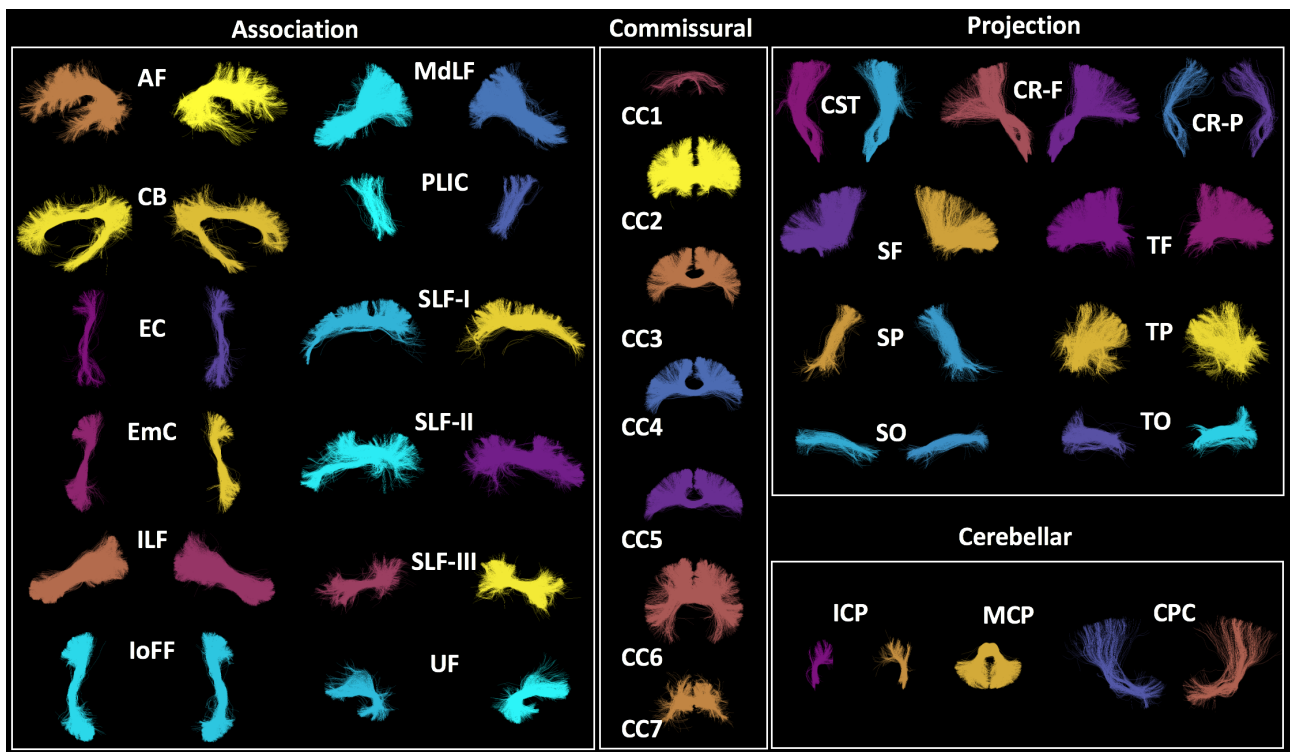 Association
AF
MdLF
CB
PLIC
EC
SLF-I
EmC
SLF-II
ILF
SLF-III
IoFF
UF
Commissural
CC1
CC2
CC3
CC4
CC5
CC6
CC7
Projection
CST
CR-F
CR-P
SF
TF
SP
TP
SO
TO
Cerebellar
ICP
MCP
CPC